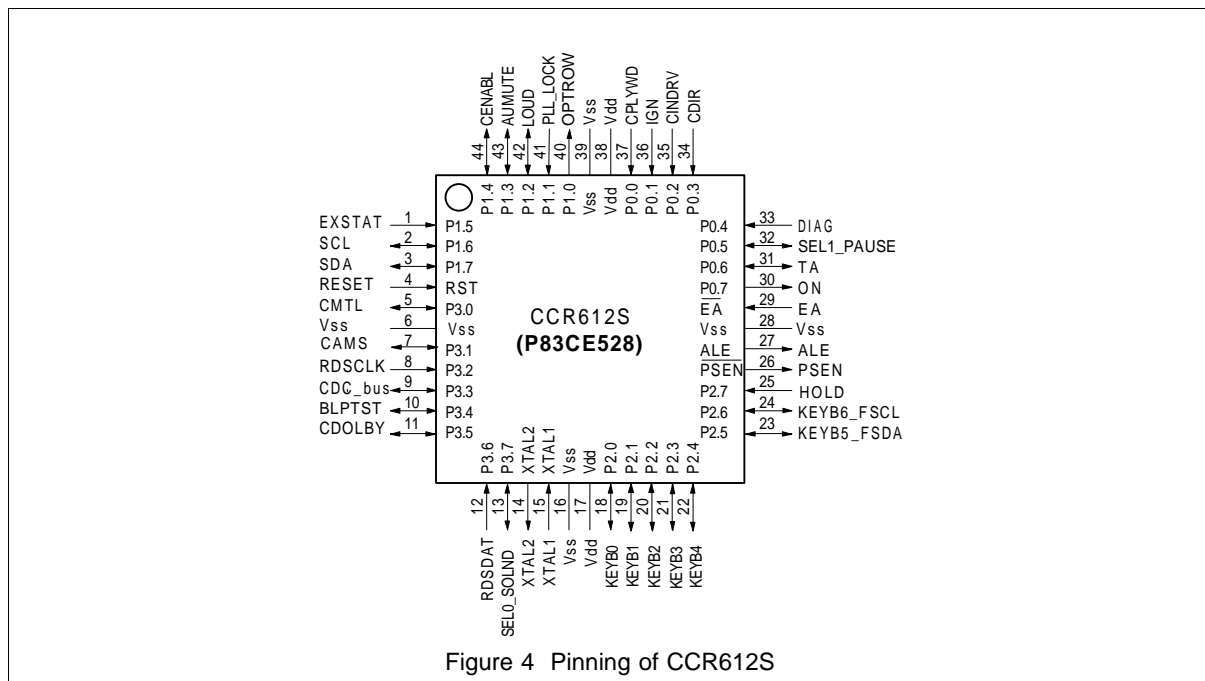 CENABL
AUMUTE
LOUD
PLL_LOCK
OPTROW
Vss
Vdd
CPLYWD
IGN
CINDRV
CDIR
44
43
42
41
40
39
38
37
36
35
34
P1.4
P1.3
P1.2
P1.1
P1.0
Vss
Vdd
P0.0
P0.1
P0.2
P0.3
EXSTAT 1 P1.5
SCL 2 P1.6
SDA 3 P1.7
RESET 4 RST
CMTL 5 P3.0
Vss 6 Vss
CAMS 7 P3.1
RDSCLK 8 P3.2
CDC_bus 9 P3.3
BLPTST 10 P3.4
CDOLBY 11 P3.5
CCR612S
(P83CE528)
P0.4 33 DIAG
P0.5 32 SEL1_PAUSE
P0.6 31 TA
P0.7 30 ON
EA 29 EA
Vss 28 Vss
ALE 27 ALE
PSEN 26 PSEN
P2.7 25 HOLD
P2.6 24 KEYB6_FSCL
P2.5 23 KEYB5_FSDA
P3.6
P3.7
XTAL2
XTAL1
Vss
Vdd
P2.0
P2.1
P2.2
P2.3
P2.4
12
13
14
15
16
17
18
19
20
21
22
RDSDAT
SEL0_SOLND
XTAL2
XTAL1
Vss
Vdd
KEYB0
KEYB1
KEYB2
KEYB3
KEYB4
Figure 4 Pinning of CCR612S